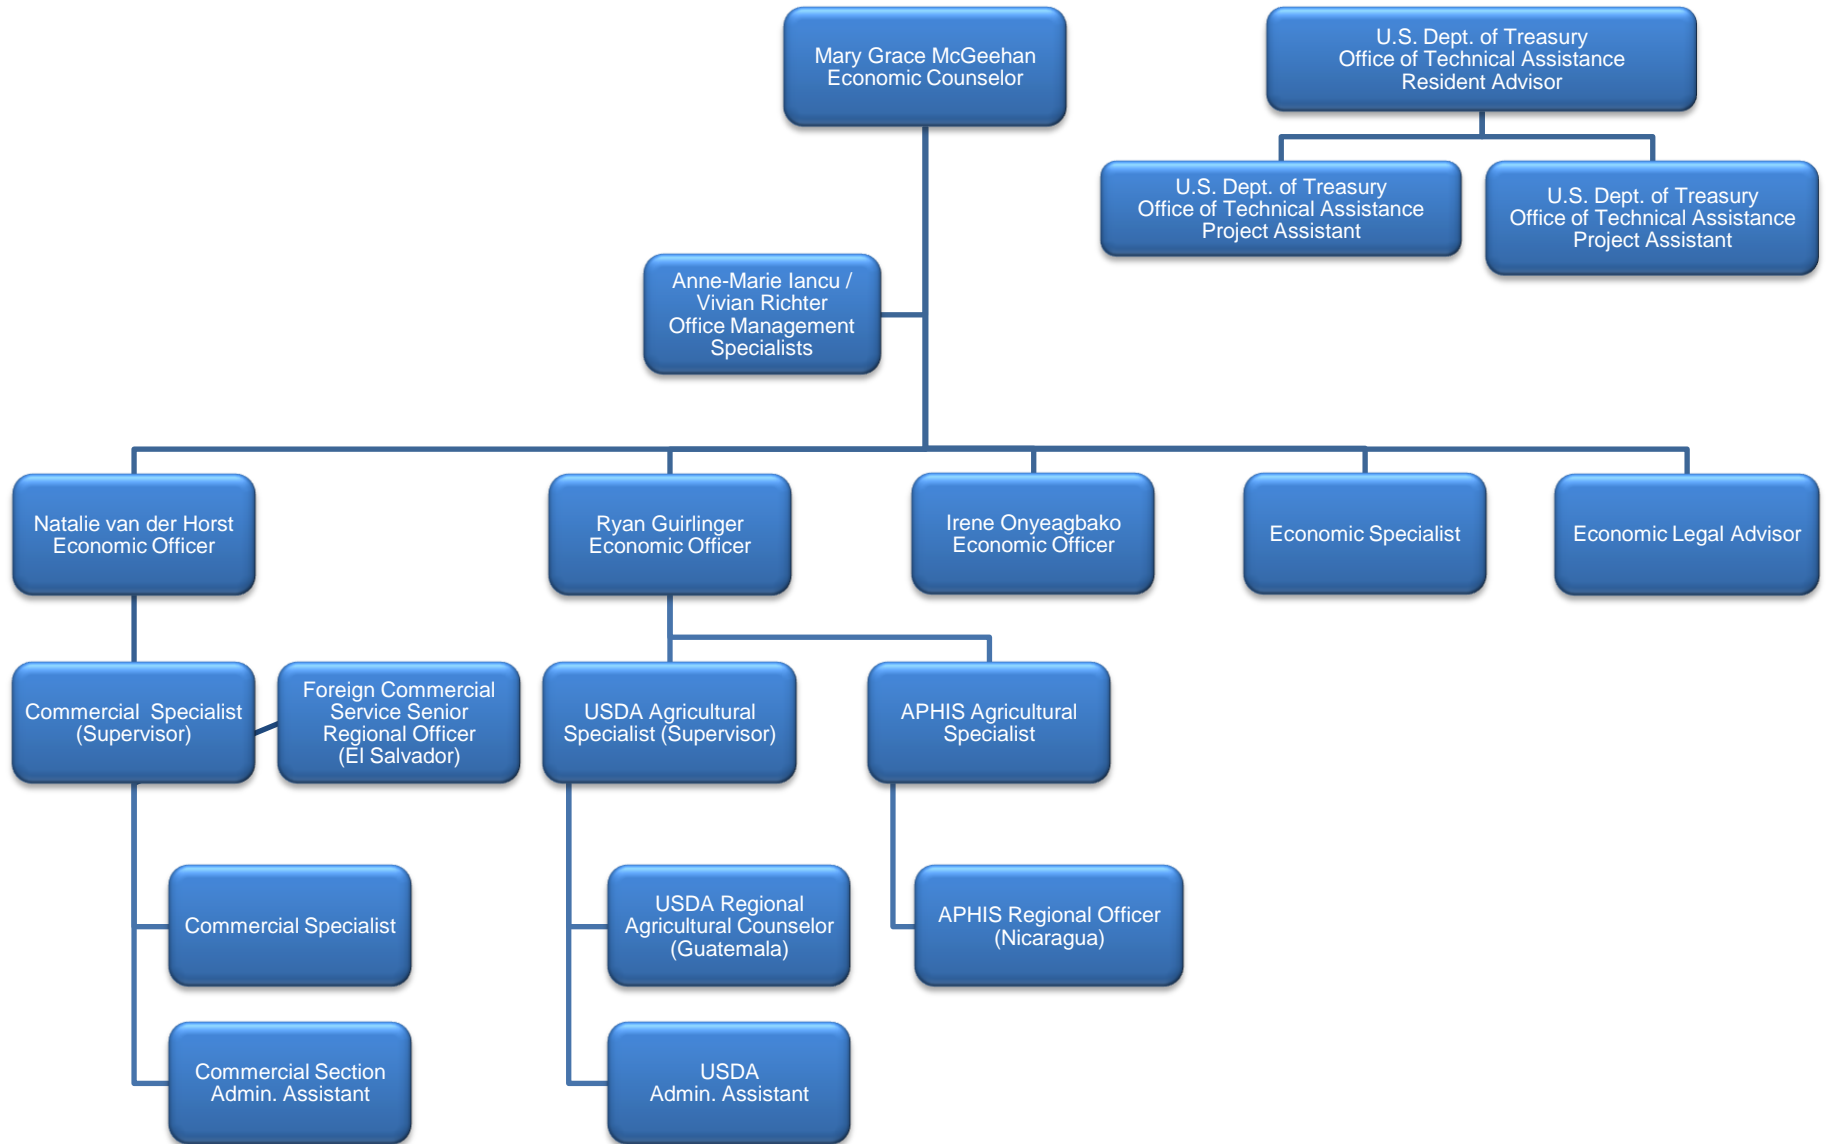 Mary Grace McGeehan
Economic Counselor
U.S. Dept. of Treasury
Office of Technical Assistance
Resident Advisor
U.S. Dept. of Treasury
Office of Technical Assistance
Project Assistant
U.S. Dept. of Treasury
Office of Technical Assistance
Project Assistant
Anne-Marie Iancu /
Vivian Richter
Office Management
Specialists
Natalie van der Horst
Economic Officer
Ryan Guirlinger
Economic Officer
Irene Onyeagbako
Economic Officer
Economic Specialist
Economic Legal Advisor
Commercial Specialist
(Supervisor)
Foreign Commercial
Service Senior
Regional Officer
(El Salvador)
USDA Agricultural
Specialist (Supervisor)
APHIS Agricultural
Specialist
Commercial Specialist
USDA Regional
Agricultural Counselor
(Guatemala)
APHIS Regional Officer
(Nicaragua)
Commercial Section
Admin. Assistant
USDA
Admin. Assistant